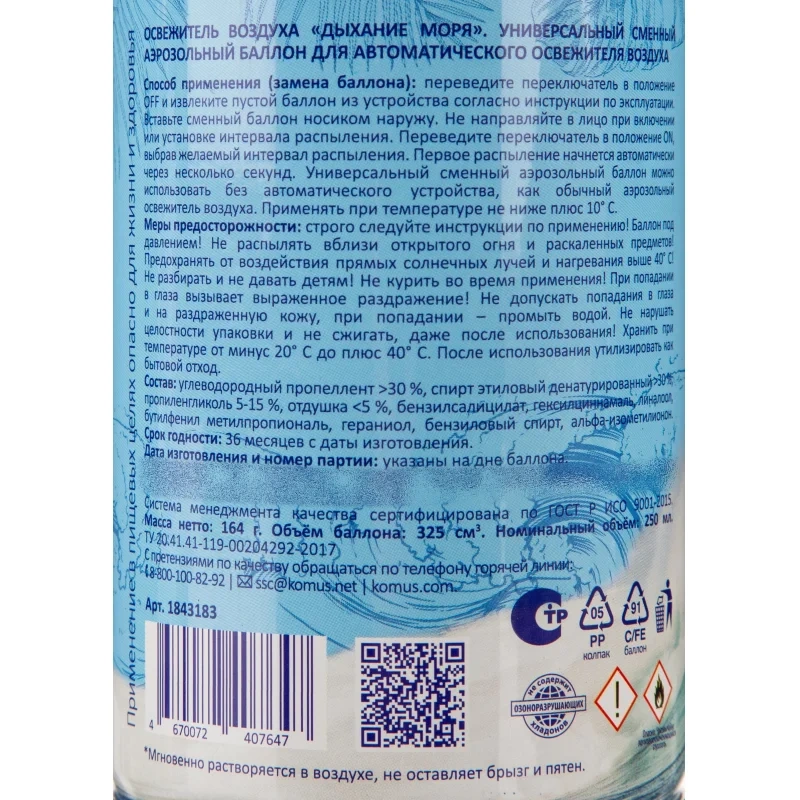 ОСВЕЖИТЕЛЬ ВОЗДУХА «ДЫХАНИЕ МОРЯ». УНИВЕРСАЛЬНЫЙ СМЕННЫЙ
АЭРОЗОЛЬНЫЙ БАЛЛОН ДЛЯ АВТОМАТИЧЕСКОГО ОСВЕЖИТЕЛЯ ВОЗДУХА
Способ применения (замена баллона): переведите переключатель в положение
OFF и извлеките пустой баллон из устройства согласно инструкции по эксплуатации.
Вставьте сменный баллон носиком наружу. Не направляйте в лицо при включении
или установке интервала распыления. Переведите переключатель в положение ON,
выбрав желаемый интервал распыления. Первое распыление начнется автоматически
через несколько секунд. Универсальный сменный аэрозольный баллон можно
использовать без автоматического устройства, как обычный аэрозольный
освежитель воздуха. Применять при температуре не ниже плюс 10° С.
Меры предосторожности: строго следуйте инструкции по применению! Баллон под
давлением! Не распылять вблизи открытого огня и раскаленных предметов!
Предохранять от воздействия прямых солнечных лучей и нагревания выше 40° С!
Не разбирать и не давать детям! Не курить во время применения! При попадании
в глаза вызывает выраженное раздражение! Не допускать попадания в глаза
и на раздраженную кожу, при попадании – промыть водой. Не нарушать
целостности упаковки и не сжигать, даже после использования! Хранить при
температуре от минус 20° С до плюс 40° С. После использования утилизировать как
бытовой отход.
Состав: углеводородный пропеллент >30 %, спирт этиловый денатурированный >30 %,
пропиленгликоль 5-15 %, отдушка <5 %, бензилсадицилат, гексилциннамаль, линалоол,
бутилфенил метилпропиональ, гераниол, бензиловый спирт, альфа-изометилионон.
Срок годности: 36 месяцев с даты изготовления.
Дата изготовления и номер партии: указаны на дне баллона.
Система менеджмента качества сертифицирована по ГОСТ Р ИСО 9001-2015.
Масса нетто: 164 г. Объём баллона: 325 см³. Номинальный объём: 250 мл.
ТУ 20.41.41-119-00204292-2017
С претензиями по качеству обращаться по телефону горячей линии:
8-800-100-82-92 | ssc@komus.net | komus.com.
Арт. 1843183
Применение в пищевых целях опасно для жизни и здоровья
СТР
05
PP
колпак
91
C/FE
баллон
не содержит
ОЗОНОРАЗРУШАЮЩИХ
хладонов
4 670072 407647
*Мгновенно растворяется в воздухе, не оставляет брызг и пятен.